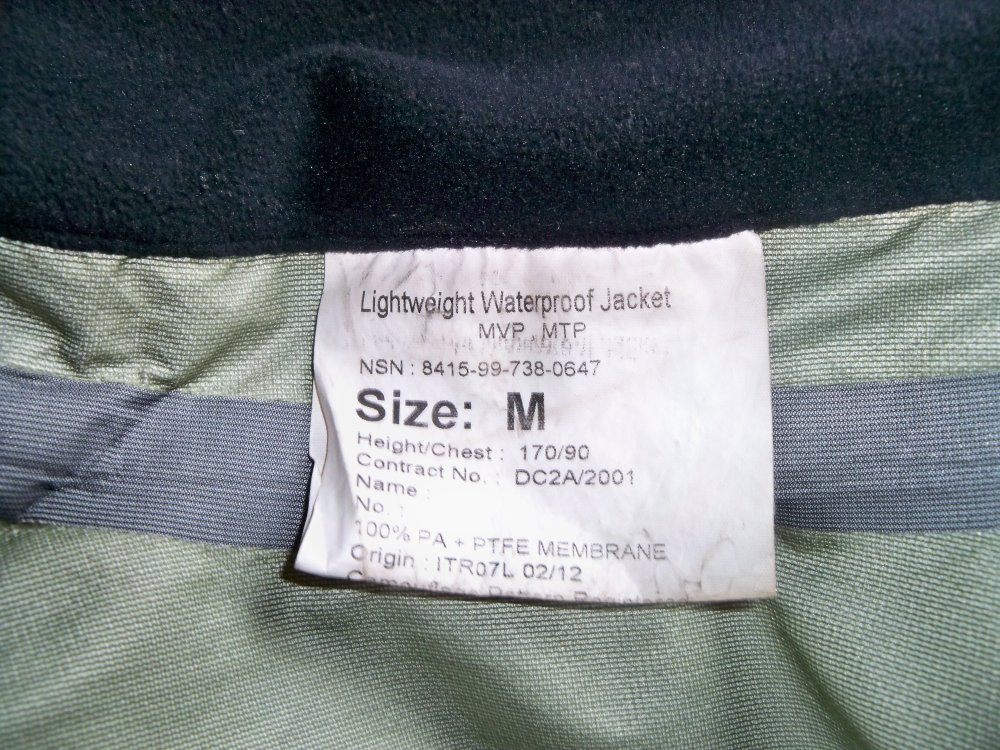 Lightweight Waterproof Jacket
MVP , MTP
NSN : 8415-99-738-0647
Size: M
Height/Chest : 170/90
Contract No. : DC2A/2001
Name :
No. :
100% PA + PTFE MEMBRANE
Origin : ITR07L 02/12